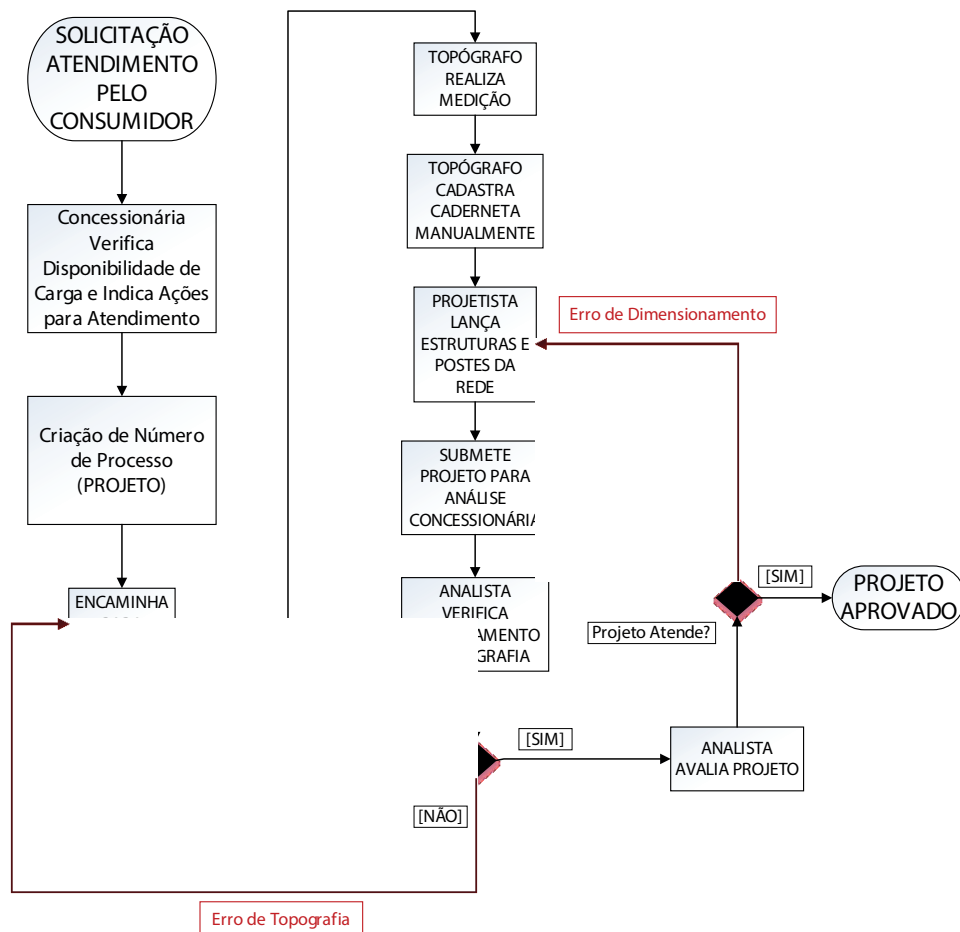 SOLICITAÇÃO
ATENDIMENTO
PELO
CONSUMIDOR
Concessionária
Verifica
Disponibilidade de
Carga e Indica Ações
para Atendimento
Criação de Número
de Processo
(PROJETO)
ENCAMINHA
TOPÓGRAFO
REALIZA
MEDIÇÃO
TOPÓGRAFO
CADASTRA
CADERNETA
MANUALMENTE
PROJETISTA
LANÇA
ESTRUTURAS E
POSTES DA
REDE
SUBMETE
PROJETO PARA
ANÁLISE
CONCESSIONÁRIA
ANALISTA
VERIFICA
[SIM]
[NÃO]
Erro de Topografia
ANALISTA
AVALIA PROJETO
Projeto Atende?
Erro de Dimensionamento
[SIM]
PROJETO
APROVADO